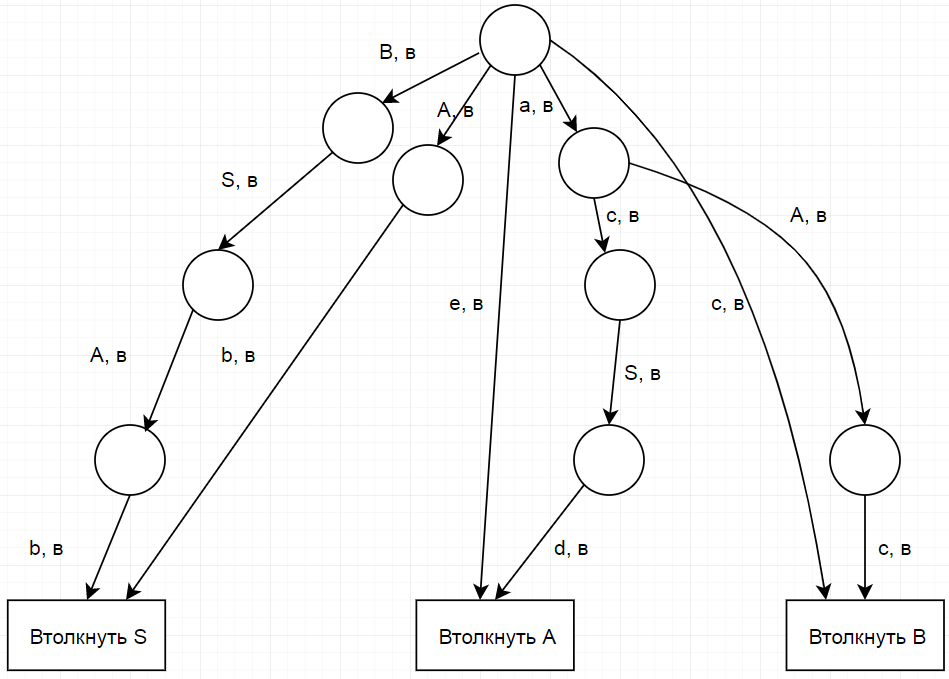 B, в
A, в
a, в
S, в
c, в
A, в
e, в
c, в
A, в
b, в
S, в
b, в
d, в
c, в
Втолкнуть S
Втолкнуть A
Втолкнуть B